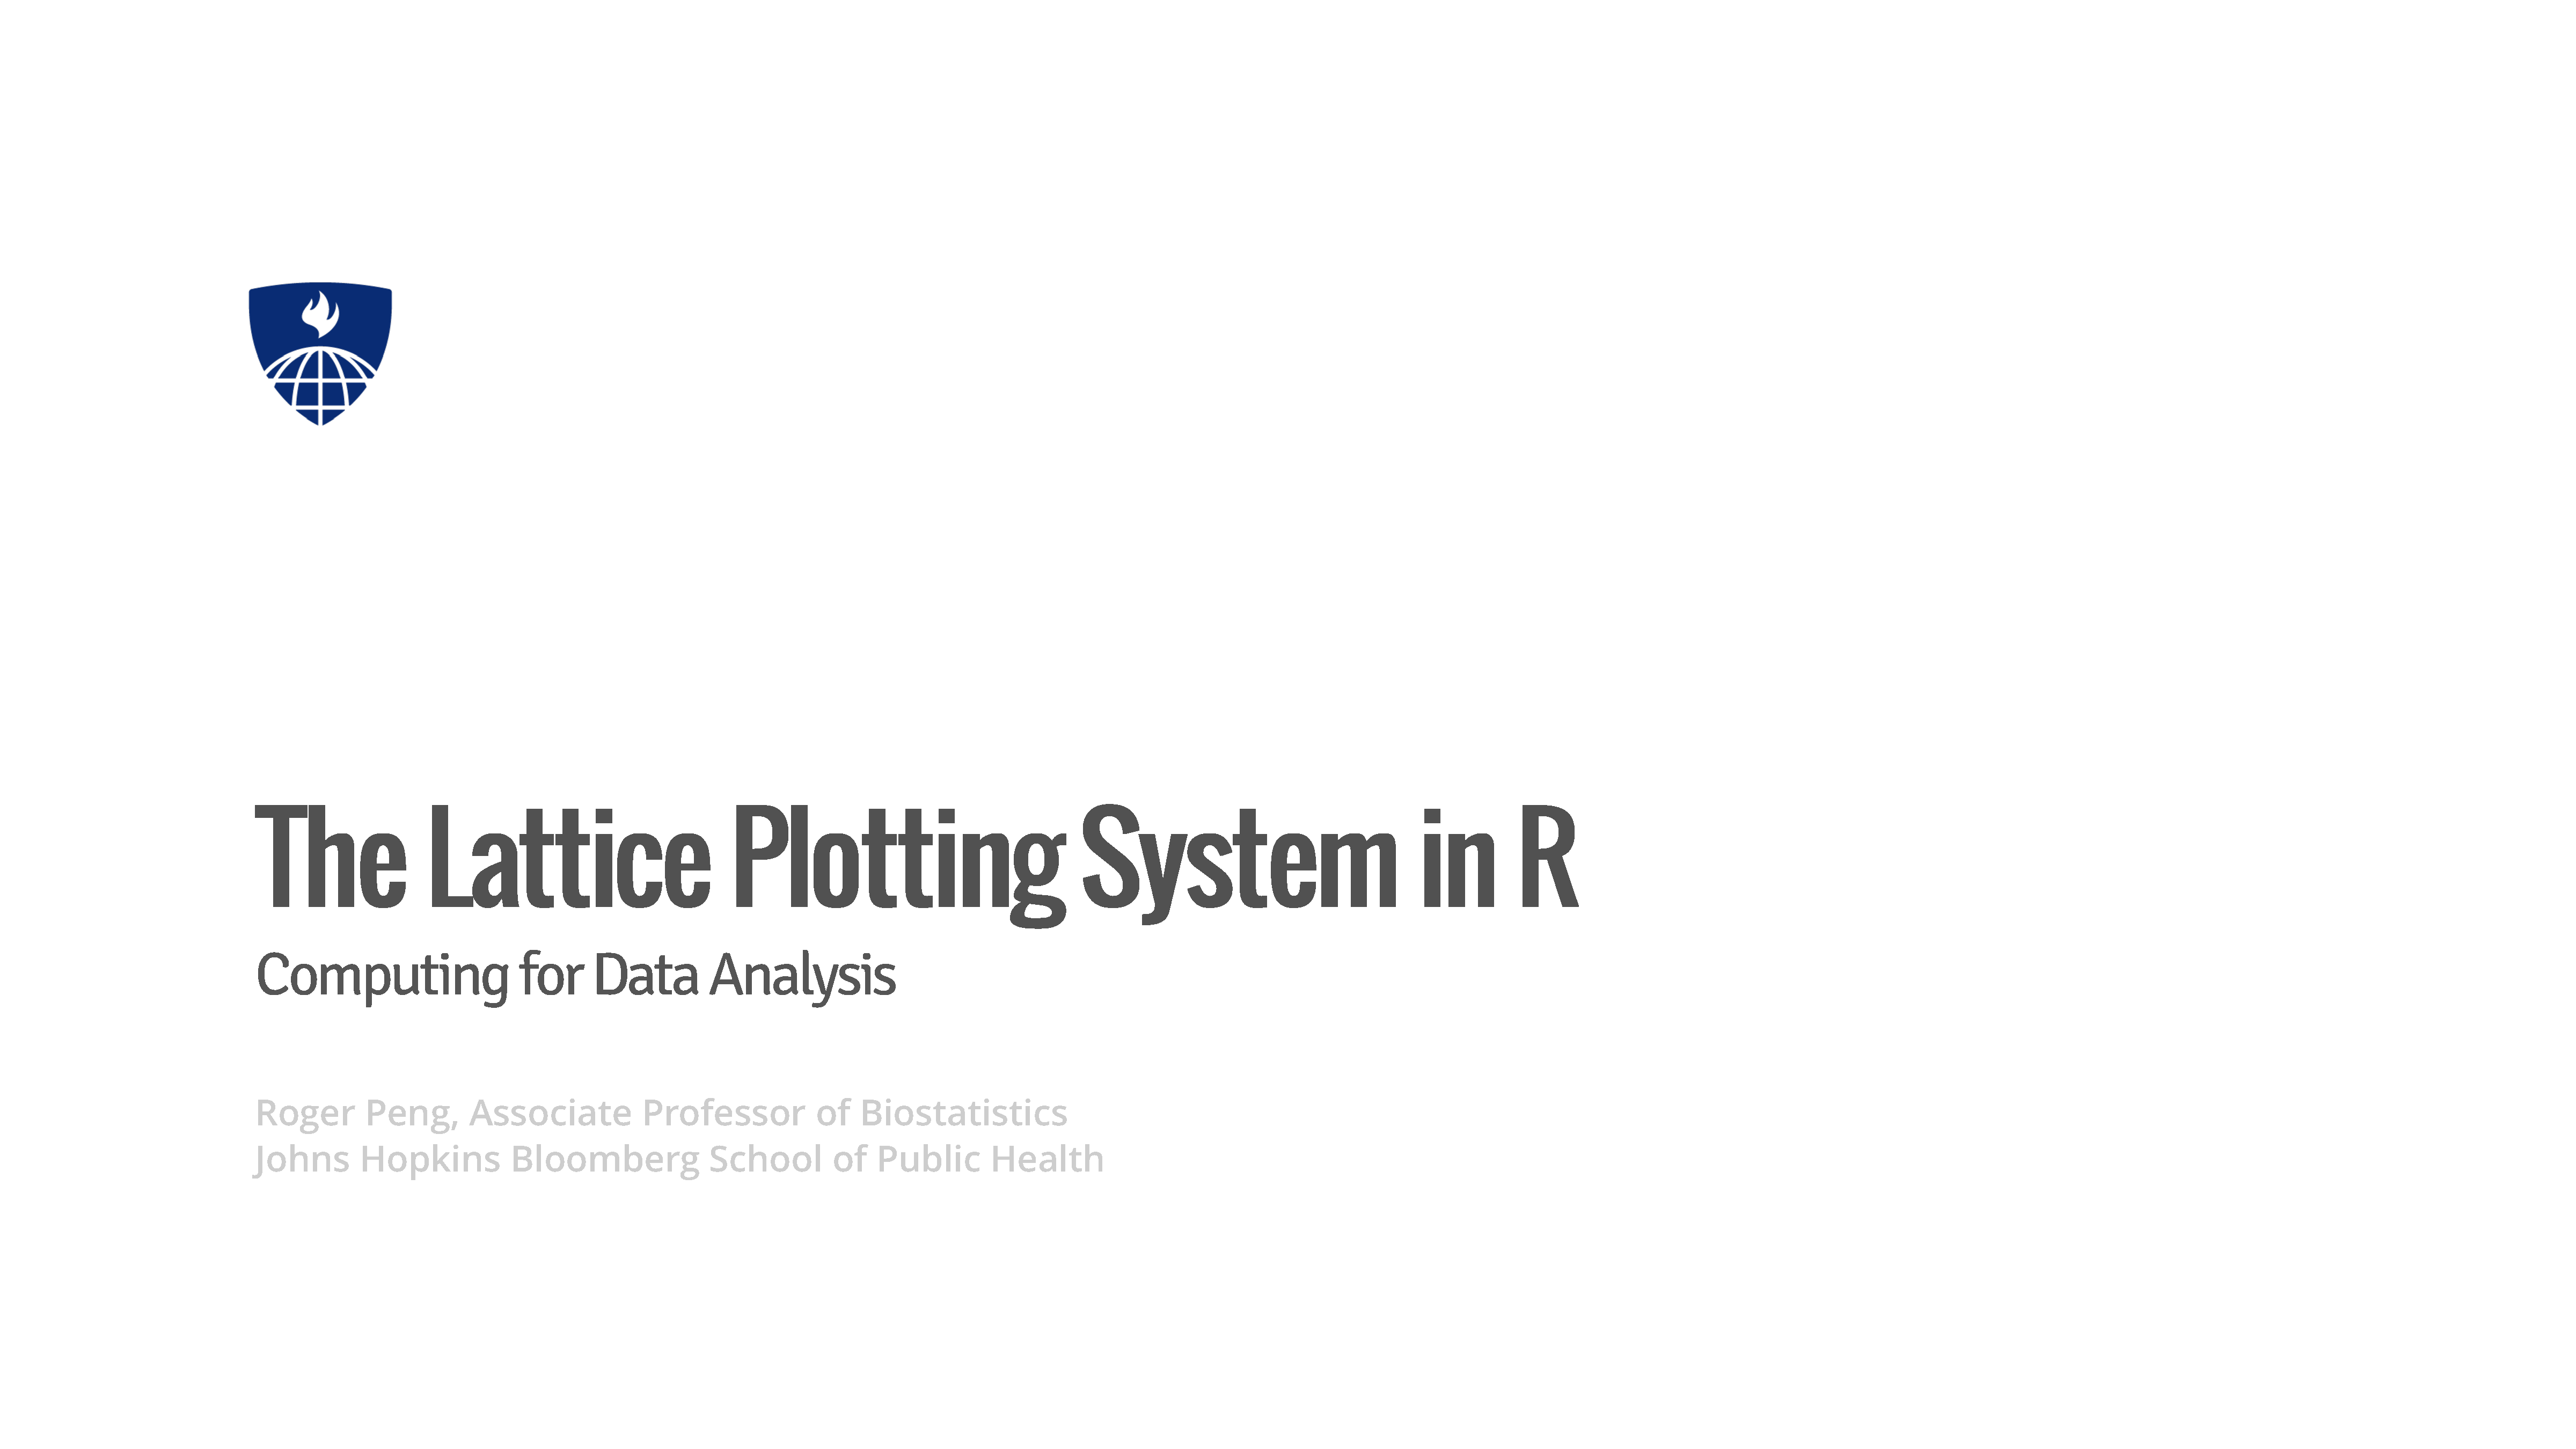 The Lattice Plotting System in R
Computing for Data Analysis
Roger Peng, Associate Professor of Biostatistics
Johns Hopkins Bloomberg School of Public Health